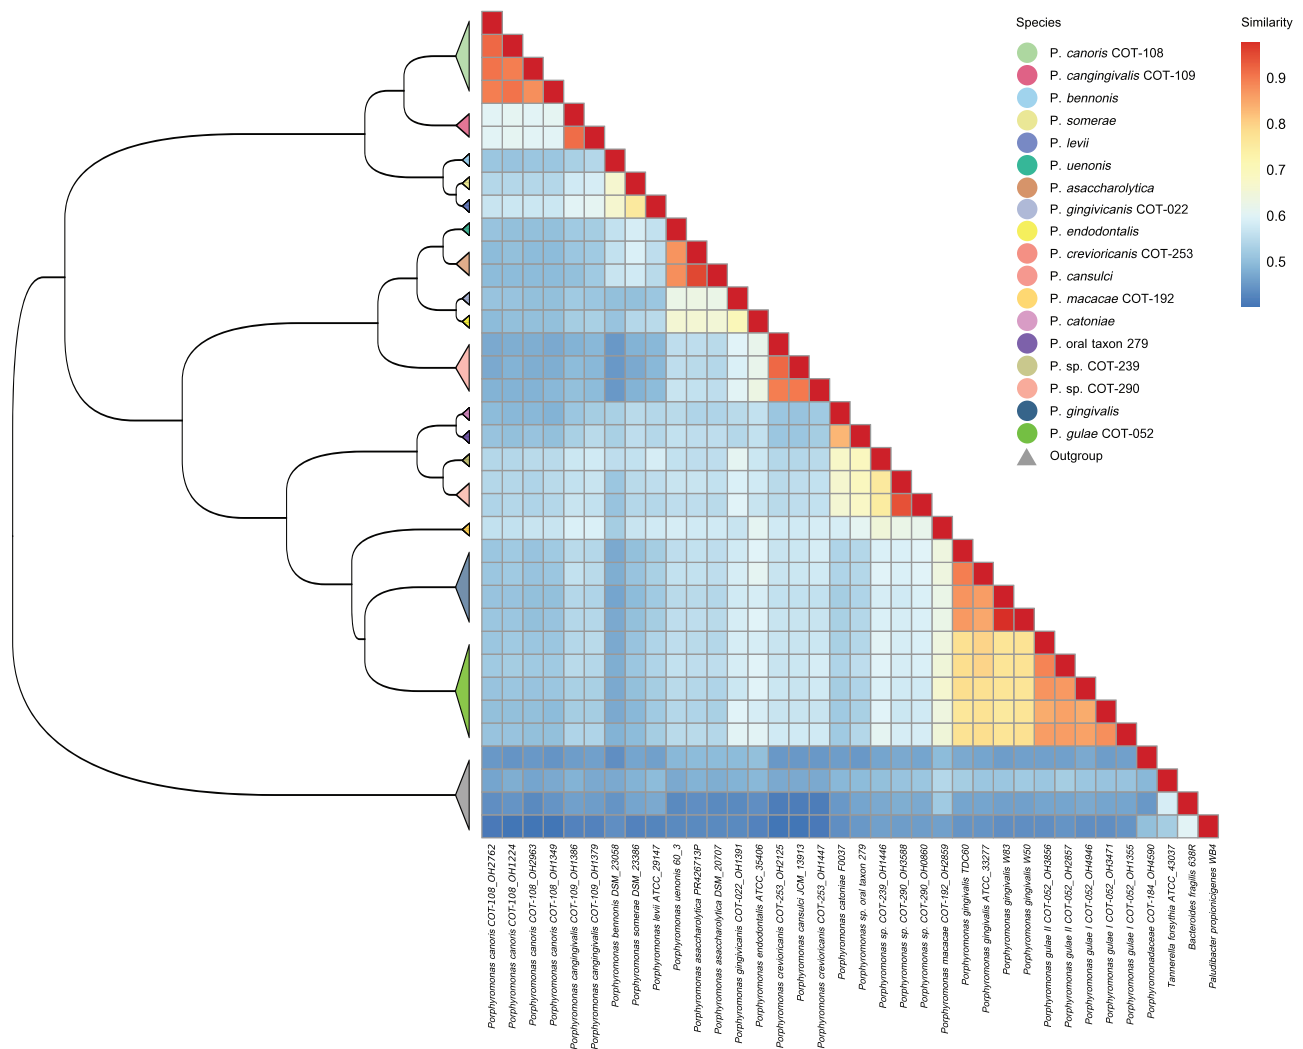 Species
Similarity
P. canoris COT-108
P. cangingivalis COT-109
P. bennonis
P. somerae
P. levii
P. uenonis
P. asaccharolytica
P. gingivicanis COT-022
P. endodontalis
P. crevioricanis COT-253
P. cansulci
P. macacae COT-192
P. catoniae
P. oral taxon 279
P. sp. COT-239
P. sp. COT-290
P. gingivalis
P. gulae COT-052
Outgroup
0.9
0.8
0.7
0.6
0.5
Porphyromonas canoris COT-108_OH2762
Porphyromonas canoris COT-108_OH1224
Porphyromonas canoris COT-108_OH2963
Porphyromonas canoris COT-108_OH1349
Porphyromonas cangingivalis COT-109_OH1386
Porphyromonas cangingivalis COT-109_OH1379
Porphyromonas bennonis DSM_23058
Porphyromonas somerae DSM_23386
Porphyromonas levii ATCC_29147
Porphyromonas uenonis 60_3
Porphyromonas asaccharolytica PR426713P
Porphyromonas asaccharolytica DSM_20707
Porphyromonas gingivicanis COT-022_OH1391
Porphyromonas endodontalis ATCC_35406
Porphyromonas crevioricanis COT-253_OH2125
Porphyromonas cansulci JCM_13913
Porphyromonas crevioricanis COT-253_OH1447
Porphyromonas catoniae F0037
Porphyromonas sp. oral taxon 279
Porphyromonas sp. COT-239_OH1446
Porphyromonas sp. COT-290_OH3588
Porphyromonas sp. COT-290_OH0860
Porphyromonas macacae COT-192_OH2859
Porphyromonas gingivalis TDC60
Porphyromonas gingivalis ATCC_33277
Porphyromonas gingivalis W83
Porphyromonas gingivalis W50
Porphyromonas gulae II COT-052_OH3856
Porphyromonas gulae II COT-052_OH2857
Porphyromonas gulae I COT-052_OH4946
Porphyromonas gulae I COT-052_OH3471
Porphyromonas gulae I COT-052_OH1355
Porphyromonadaceae COT-184_OH4590
Tannerella forsythia ATCC_43037
Bacteroides fragilis 638R
Paludibacter propionicigenes WB4